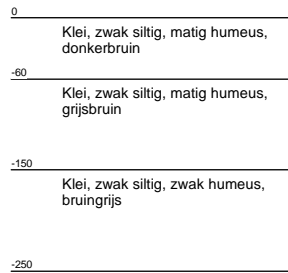 0
Klei, zwak siltig, matig humeus,
donkerbruin
-60
Klei, zwak siltig, matig humeus,
grijsbruin
-150
Klei, zwak siltig, zwak humeus,
bruingrijs
-250